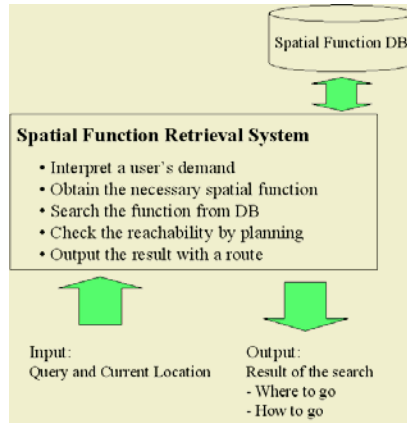 Spatial Function DB
Spatial Function Retrieval System
• Interpret a user's demand
• Obtain the necessary spatial function
• Search the function from DB
• Check the reachability by planning
• Output the result with a route
Input:
Query and Current Location
Output:
Result of the search
- Where to go
- How to go